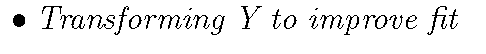 • Transforming Y to improve fit